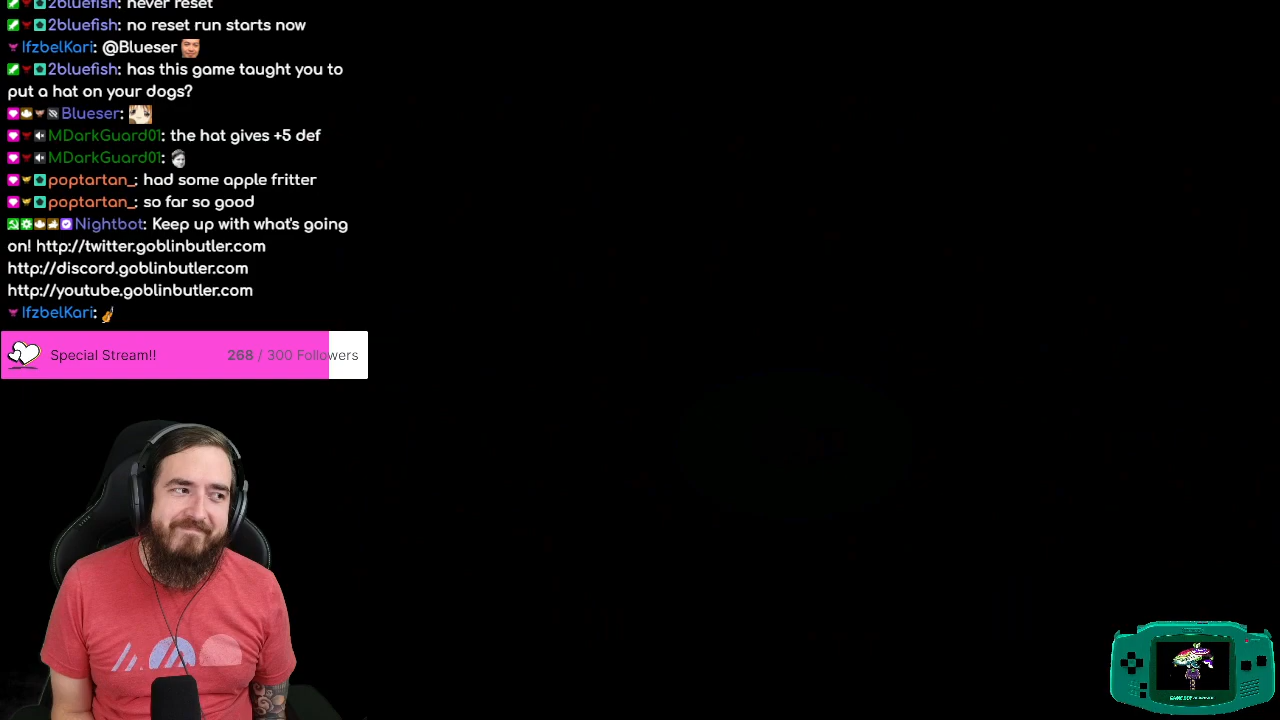 2bluefish: never reset
2bluefish: no reset run starts now
IfzbelKari: @Blueser
2bluefish: has this game taught you to
put a hat on your dogs?
Blueser:
MDarkGuard01: the hat gives +5 def
MDarkGuard01:
poptartan_: had some apple fritter
poptartan_: so far so good
Nightbot: Keep up with what's going
on! http://twitter.goblinbutler.com
http://discord.goblinbutler.com
http://youtube.goblinbutler.com
IfzbelKari:
Special Stream!! 268 / 300 Followers